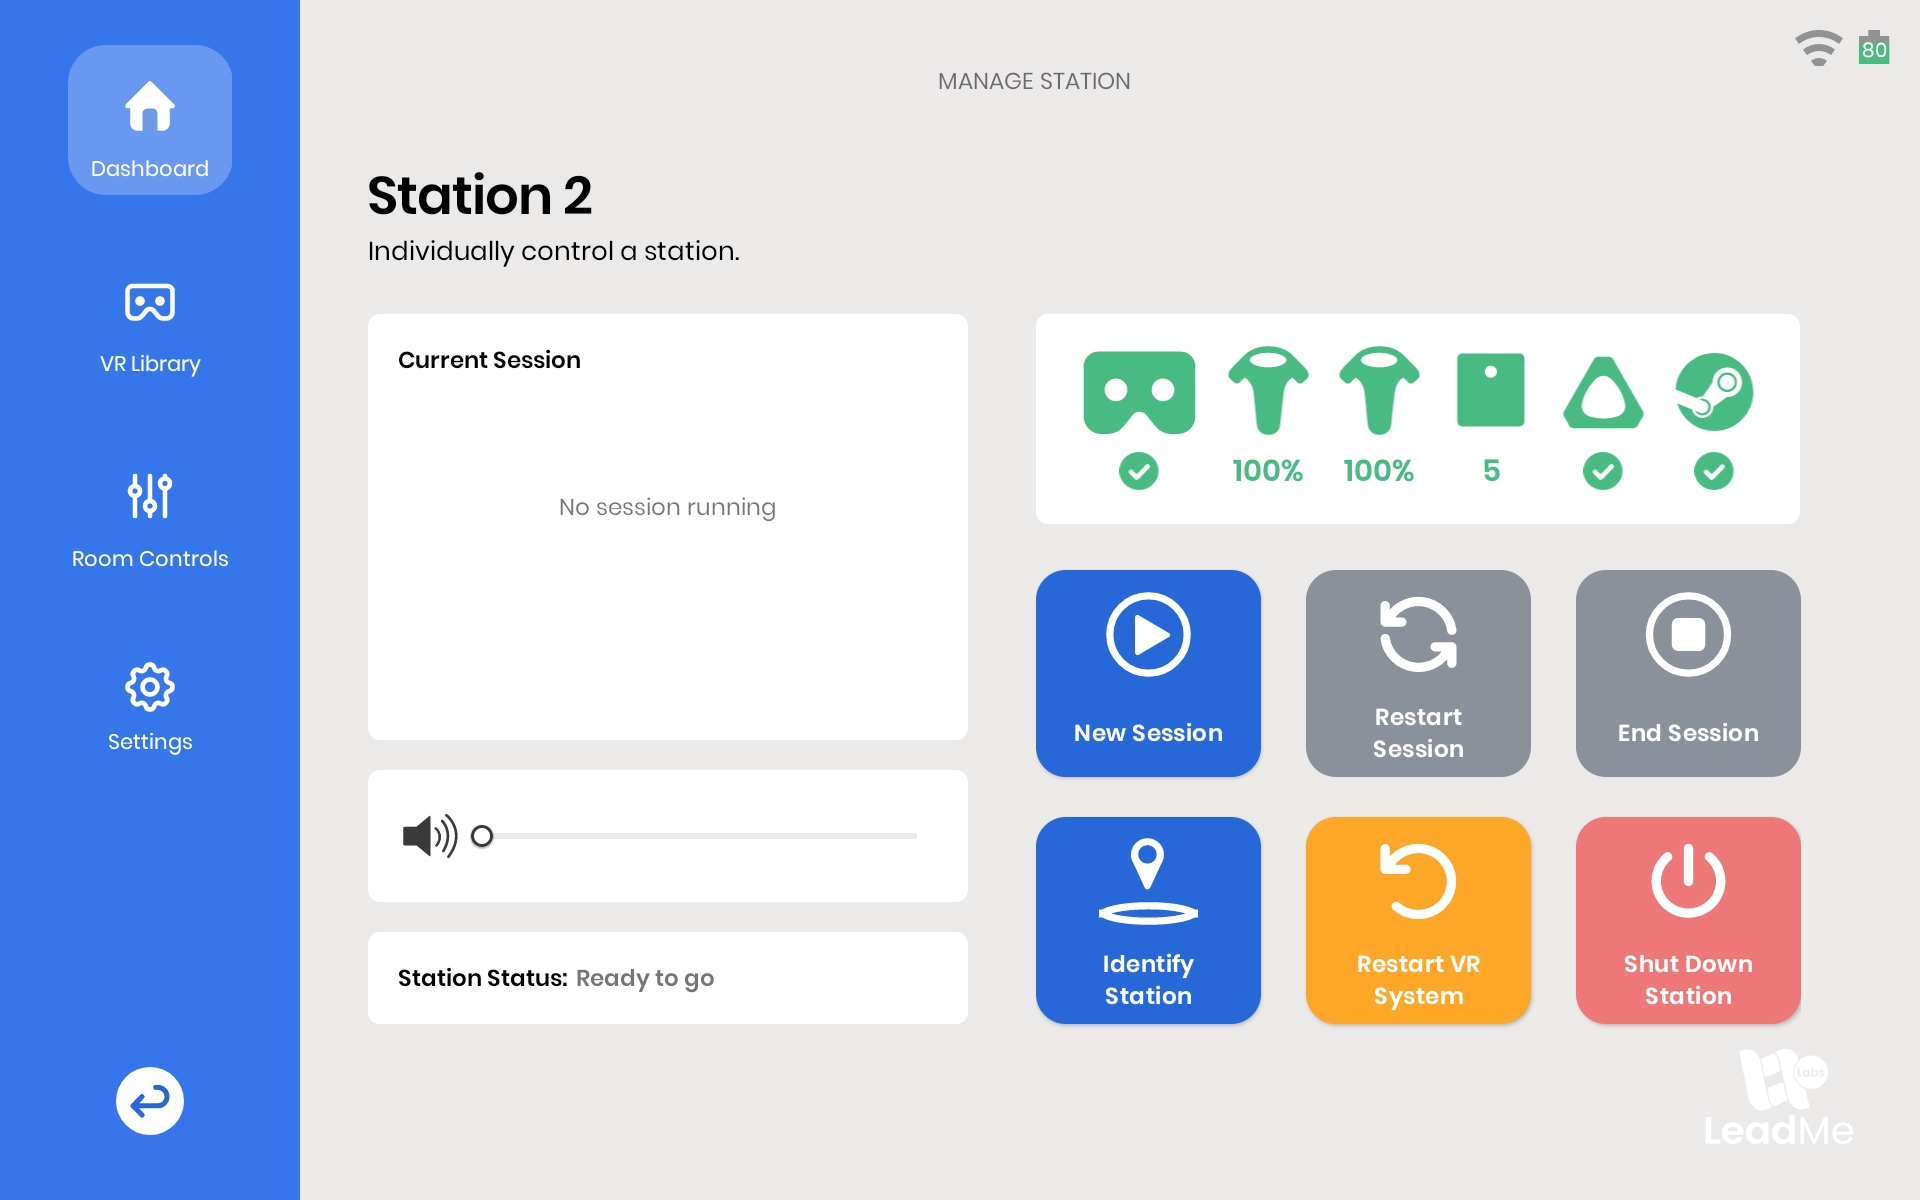 80
MANAGE STATION
Dashboard
VR Library
Room Controls
Settings
Station 2
Individually control a station.
Current Session
No session running
Station Status: Ready to go
100%
100%
5
New Session
Restart
Session
End Session
Identify
Station
Restart VR
System
Shut Down
Station
Labs
LeadMe